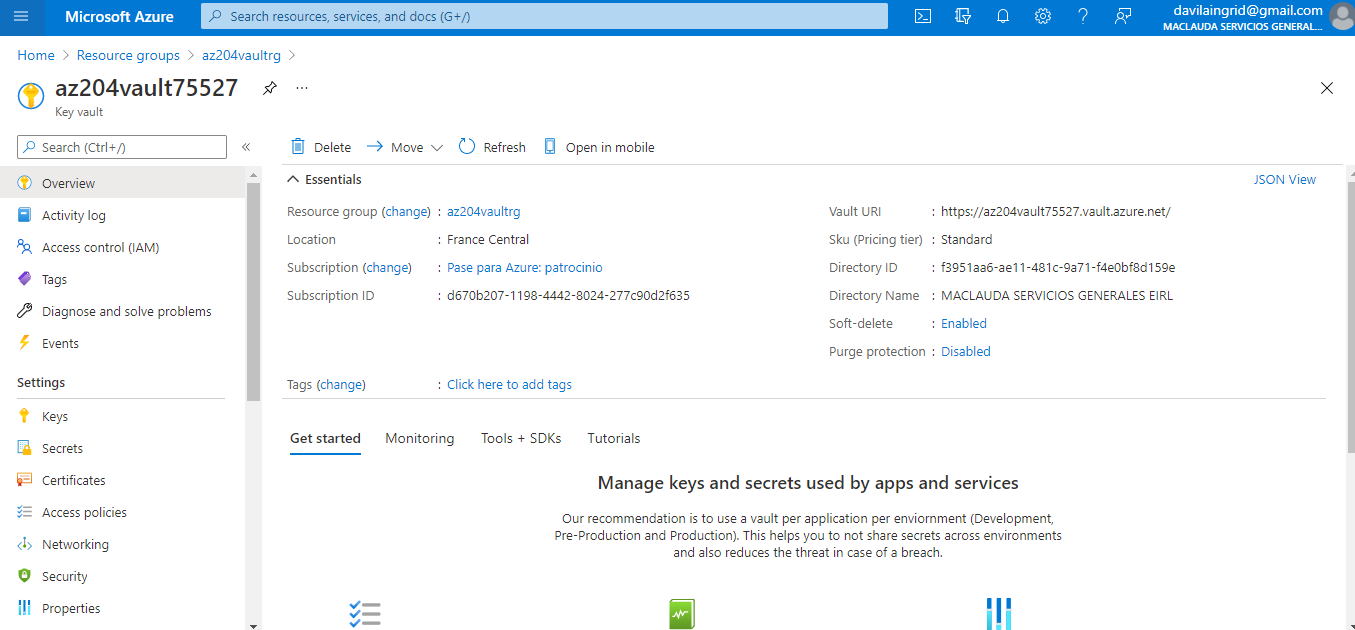 Microsoft Azure
Search resources, services, and docs (G+/)
davilaingrid@gmail.com
MACLAUDA SERVICIOS GENERAL...
Home > Resource groups > az204vaultrg >
az204vault75527
Key vault
Search (Ctrl+/)
«
Delete
Move
Refresh
Open in mobile
Overview
Activity log
Access control (IAM)
Tags
Diagnose and solve problems
Events
Settings
Keys
Secrets
Certificates
Access policies
Networking
Security
Properties
Essentials
JSON View
Resource group (change) : az204vaultrg
Location : France Central
Subscription (change) : Pase para Azure: patrocinio
Subscription ID : d670b207-1198-4442-8024-277c90d2f635
Vault URI : https://az204vault75527.vault.azure.net/
Sku (Pricing tier) : Standard
Directory ID : f3951aa6-ae11-481c-9a71-f4e0bf8d159e
Directory Name : MACLAUDA SERVICIOS GENERALES EIRL
Soft-delete : Enabled
Purge protection : Disabled
Tags (change) : Click here to add tags
Get started
Monitoring
Tools + SDKs
Tutorials
Manage keys and secrets used by apps and services
Our recommendation is to use a vault per application per enviornment (Development,
Pre-Production and Production). This helps you to not share secrets across environments
and also reduces the threat in case of a breach.